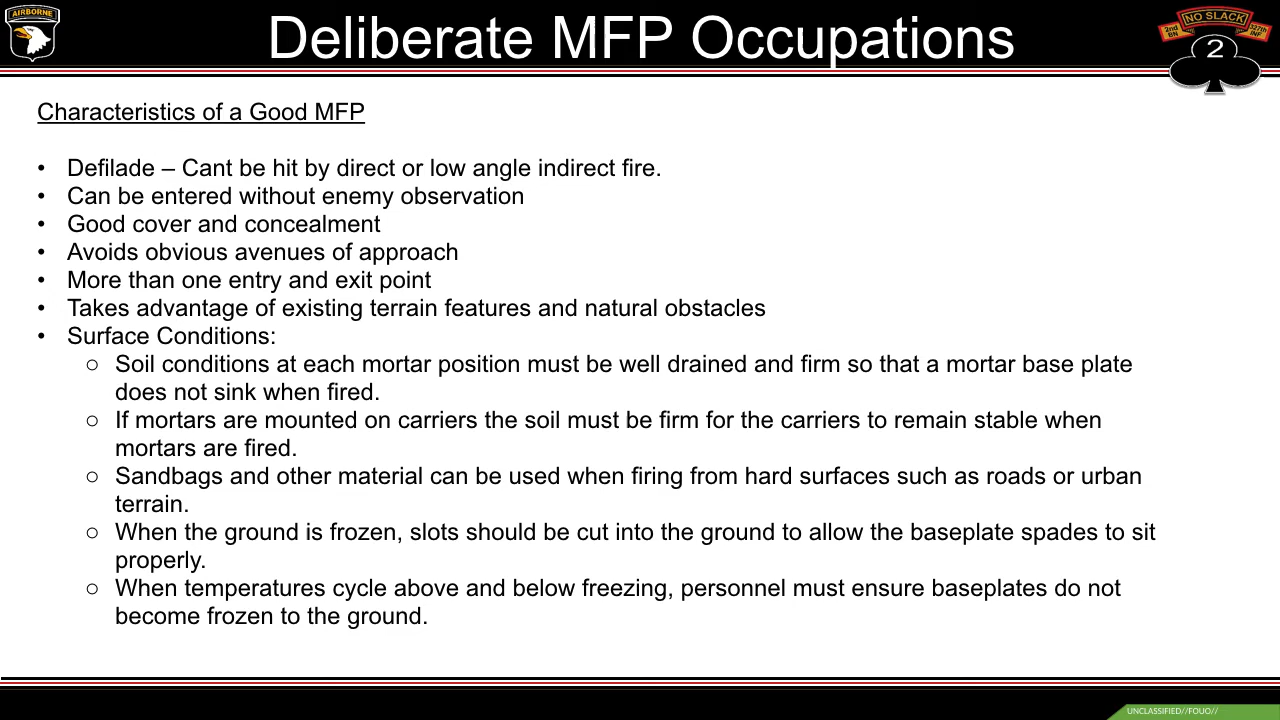 AIRBORNE
Deliberate MFP Occupations
NO SLACK
2nd BN
327th INF
2
Characteristics of a Good MFP
• Defilade – Cant be hit by direct or low angle indirect fire.
• Can be entered without enemy observation
• Good cover and concealment
• Avoids obvious avenues of approach
• More than one entry and exit point
• Takes advantage of existing terrain features and natural obstacles
• Surface Conditions:
○ Soil conditions at each mortar position must be well drained and firm so that a mortar base plate
does not sink when fired.
○ If mortars are mounted on carriers the soil must be firm for the carriers to remain stable when
mortars are fired.
○ Sandbags and other material can be used when firing from hard surfaces such as roads or urban
terrain.
○ When the ground is frozen, slots should be cut into the ground to allow the baseplate spades to sit
properly.
○ When temperatures cycle above and below freezing, personnel must ensure baseplates do not
become frozen to the ground.
UNCLASSIFIED//FOUO//